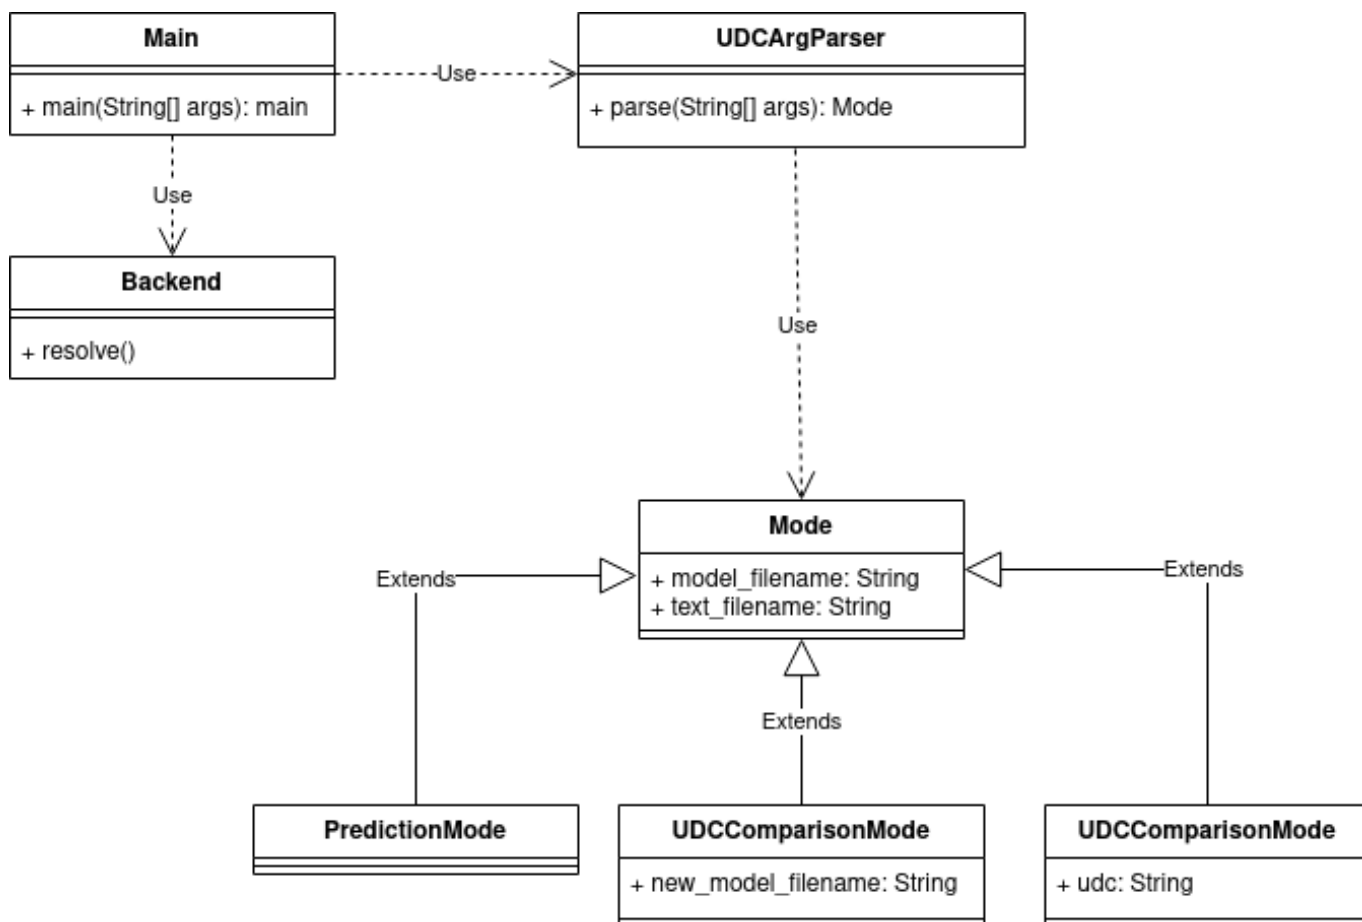 Main
+ main(String[] args): main
Use
UDCArgParser
+ parse(String[] args): Mode
Use
Backend
+ resolve()
Use
Mode
+ model_filename: String
+ text_filename: String
Extends
Extends
Extends
PredictionMode
UDCComparisonMode
+ new_model_filename: String
UDCComparisonMode
+ udc: String